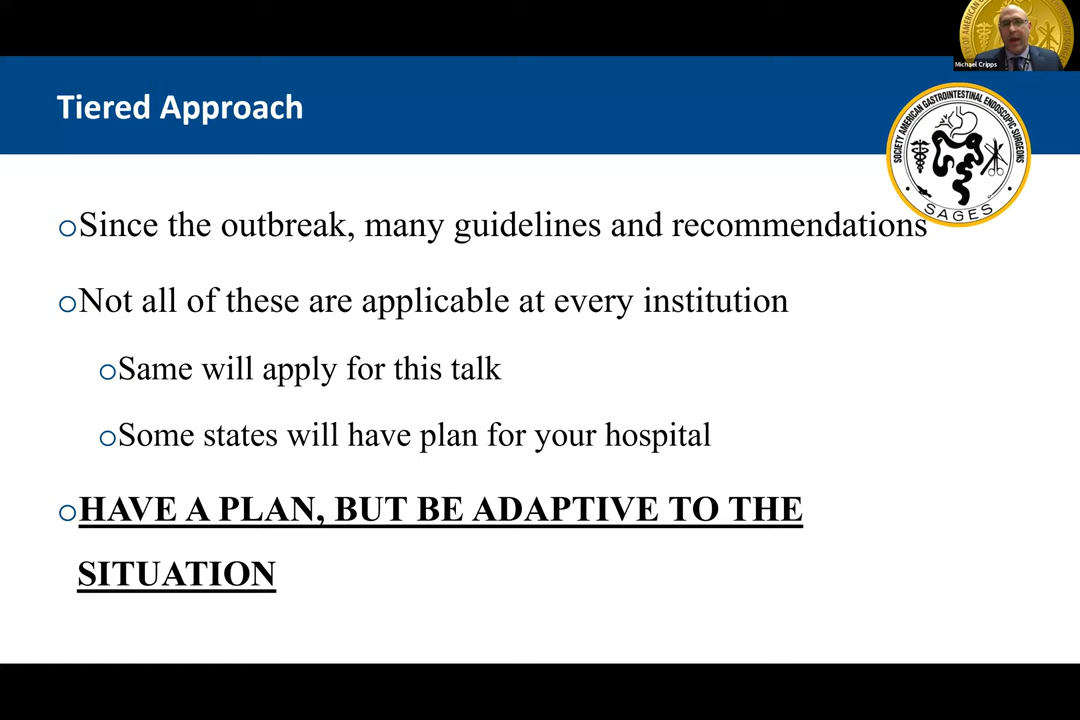 Michael Cripps
Tiered Approach
SOCIETY AMERICAN GASTROINTESTINAL ENDOSCOPIC SURGEONS
SAGES
Since the outbreak, many guidelines and recommendations
Not all of these are applicable at every institution
Same will apply for this talk
Some states will have plan for your hospital
HAVE A PLAN, BUT BE ADAPTIVE TO THE
SITUATION